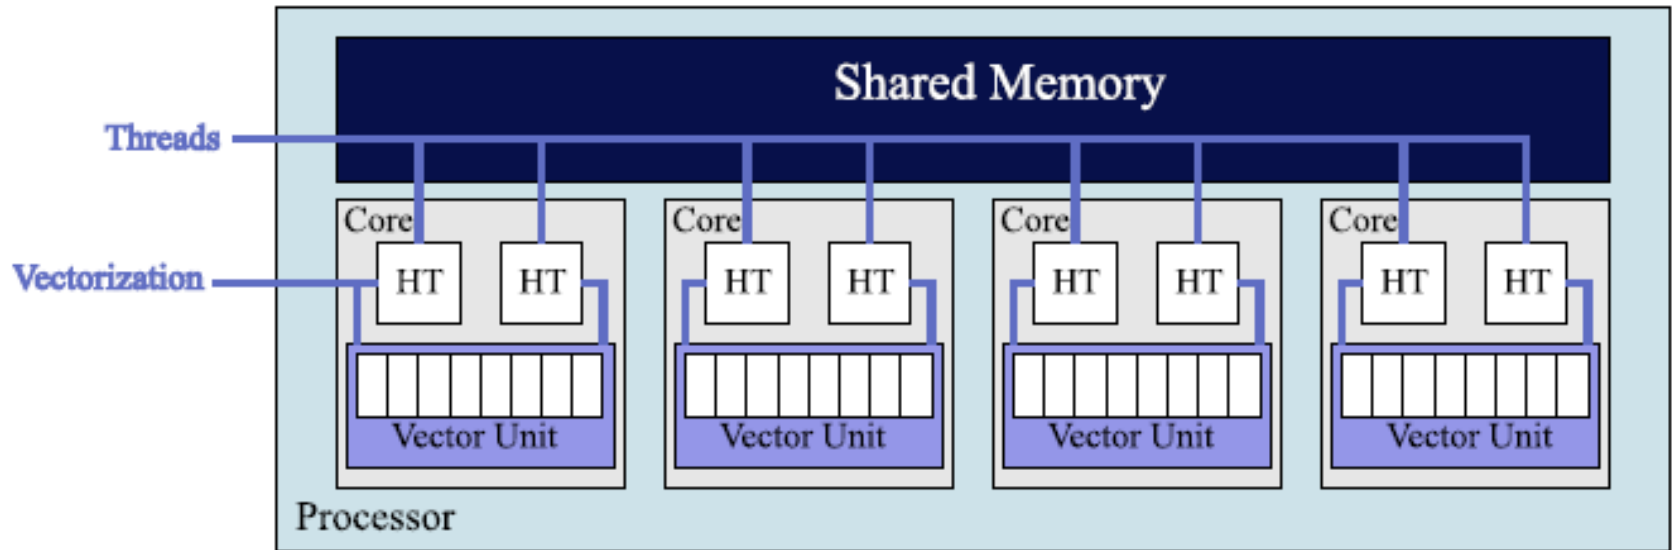 Shared Memory
Threads
Core Core Core Core
Vectorization
HT HT HT HT HT HT HT HT
Vector Unit Vector Unit Vector Unit Vector Unit
Processor